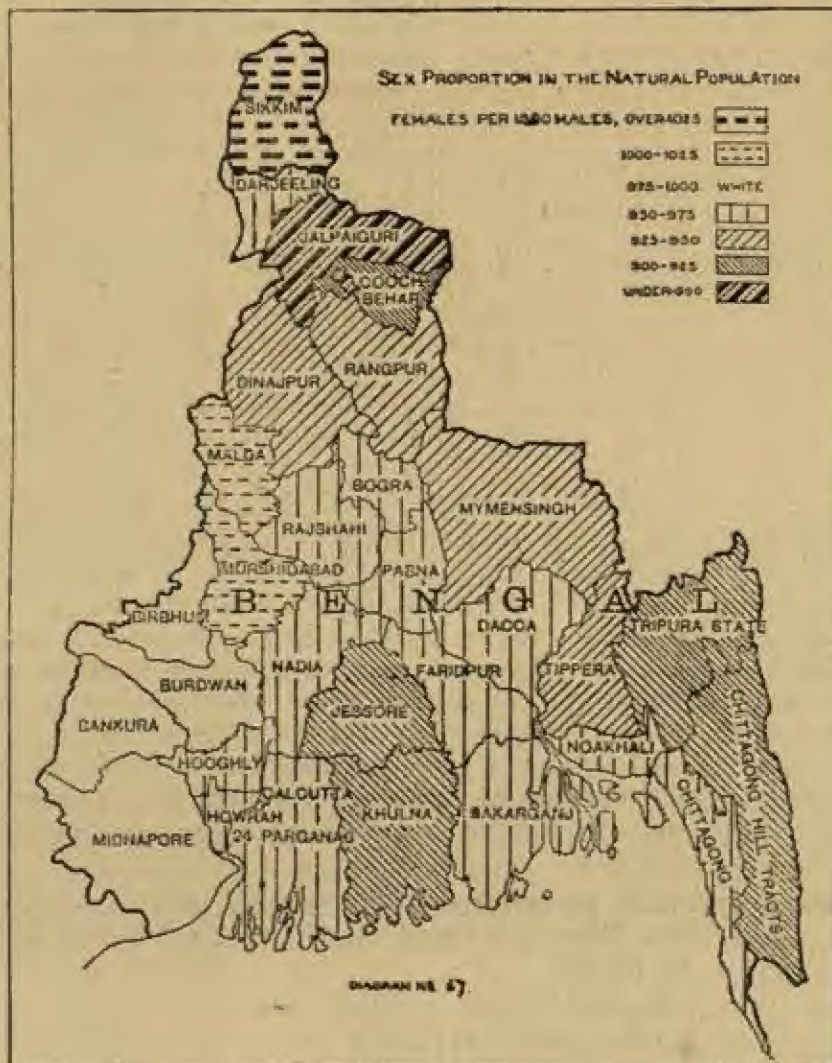 SEX PROPORTION IN THE NATURAL POPULATION
FEMALES PER 1000 MALES, OVER 1025
1000-1025
975-1000 WHITE
950-975
925-950
900-925
UNDER 900
SIKKIM
DARJEELING
JALPAIGURI
COOCH
BEHAR
DINAJPUR
RANGPUR
MALDA
BOGRA
MYMENSINGH
RAJSHAHI
MURSHIDABAD
PABNA
BENGAL
BIRBHUM
DACCA
TRIPURA STATE
NADIA
FARIDPUR
TIPPERA
BURDWAN
JESSORE
BANKURA
NOAKHALI
HOOGHLY
CALCUTTA
HOWRAH
KHULNA
BAKARGANJ
24 PARGANAS
MIDNAPORE
CHITTAGONG
CHITTAGONG HILL TRACTS
DIAGRAM NO. 67.